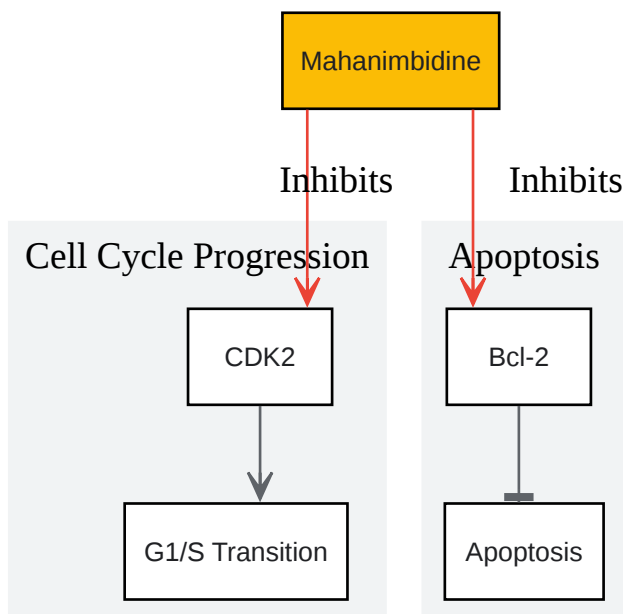 Mahanimbidine
Inhibits
Inhibits
Cell Cycle Progression
Apoptosis
CDK2
Bcl-2
G1/S Transition
Apoptosis